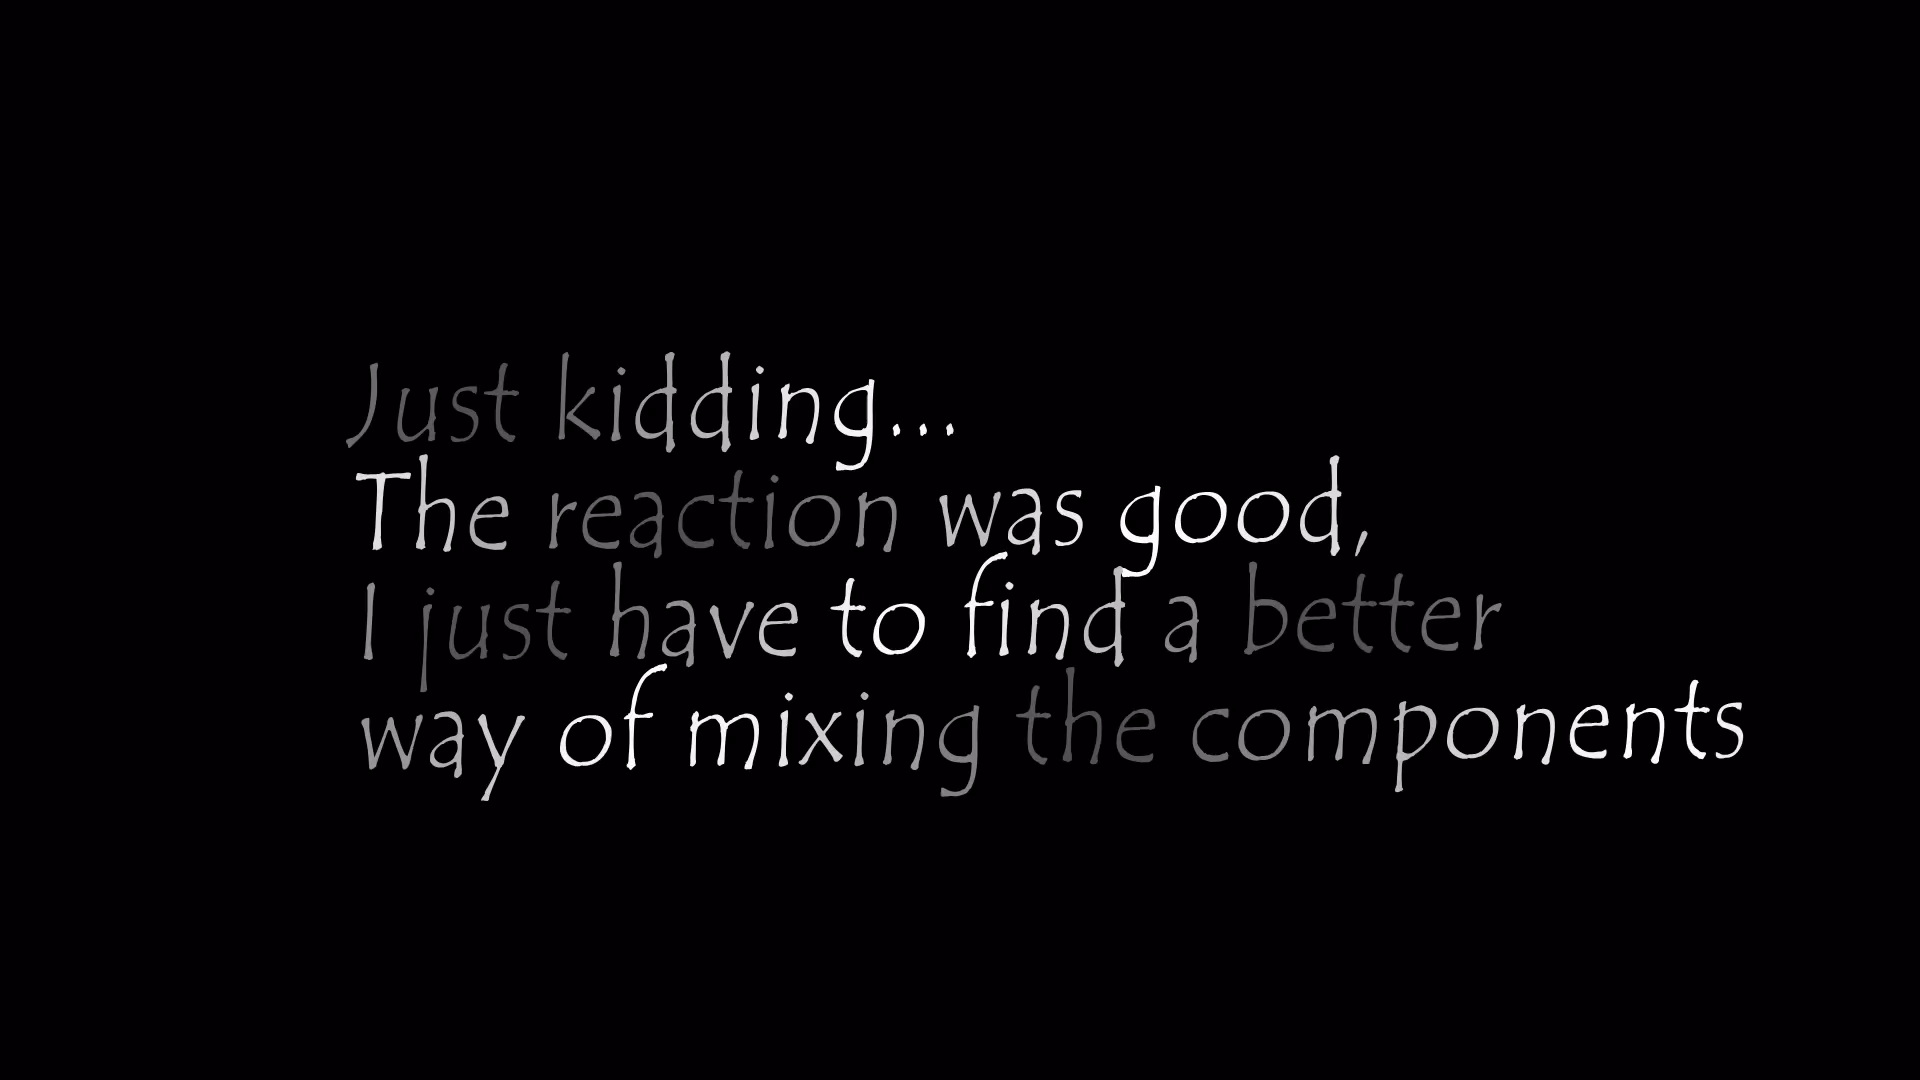 Just kidding...
The reaction was good,
I just have to find a better
way of mixing the components